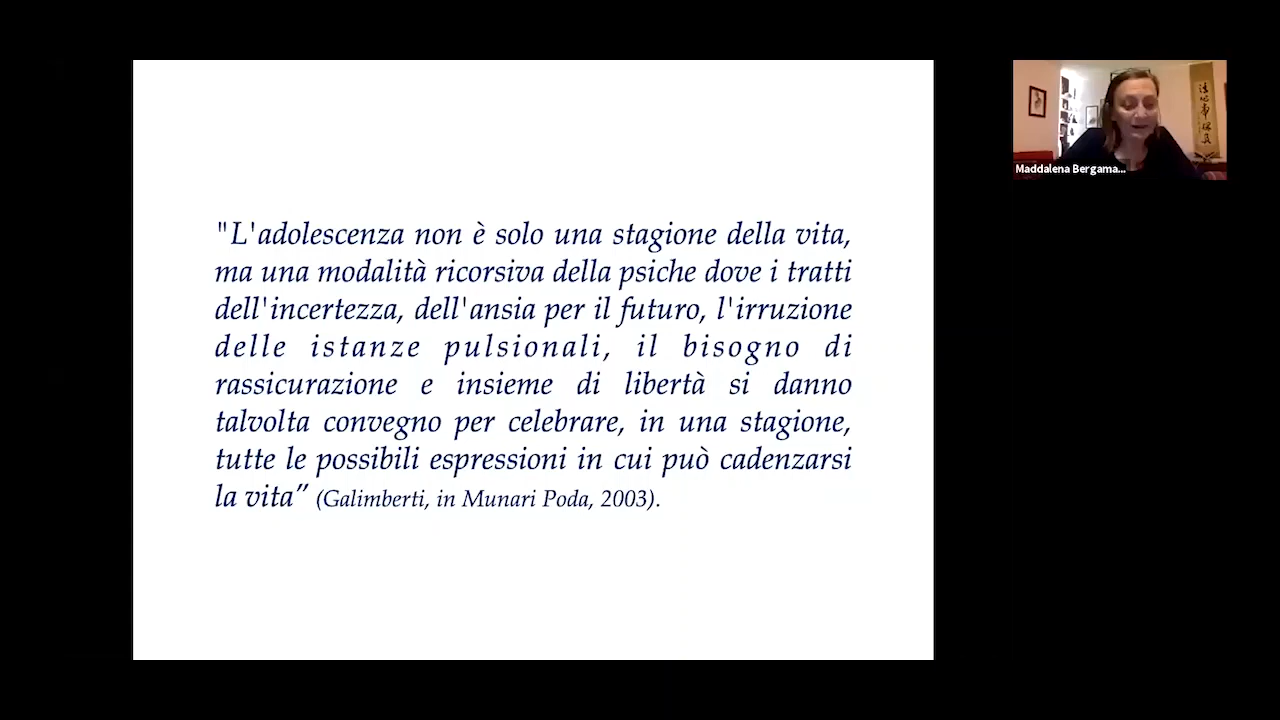 "L'adolescenza non è solo una stagione della vita,
ma una modalità ricorsiva della psiche dove i tratti
dell'incertezza, dell'ansia per il futuro, l'irruzione
delle istanze pulsionali, il bisogno di
rassicurazione e insieme di libertà si danno
talvolta convegno per celebrare, in una stagione,
tutte le possibili espressioni in cui può cadenzarsi
la vita” (Galimberti, in Munari Poda, 2003).
Maddalena Bergama...